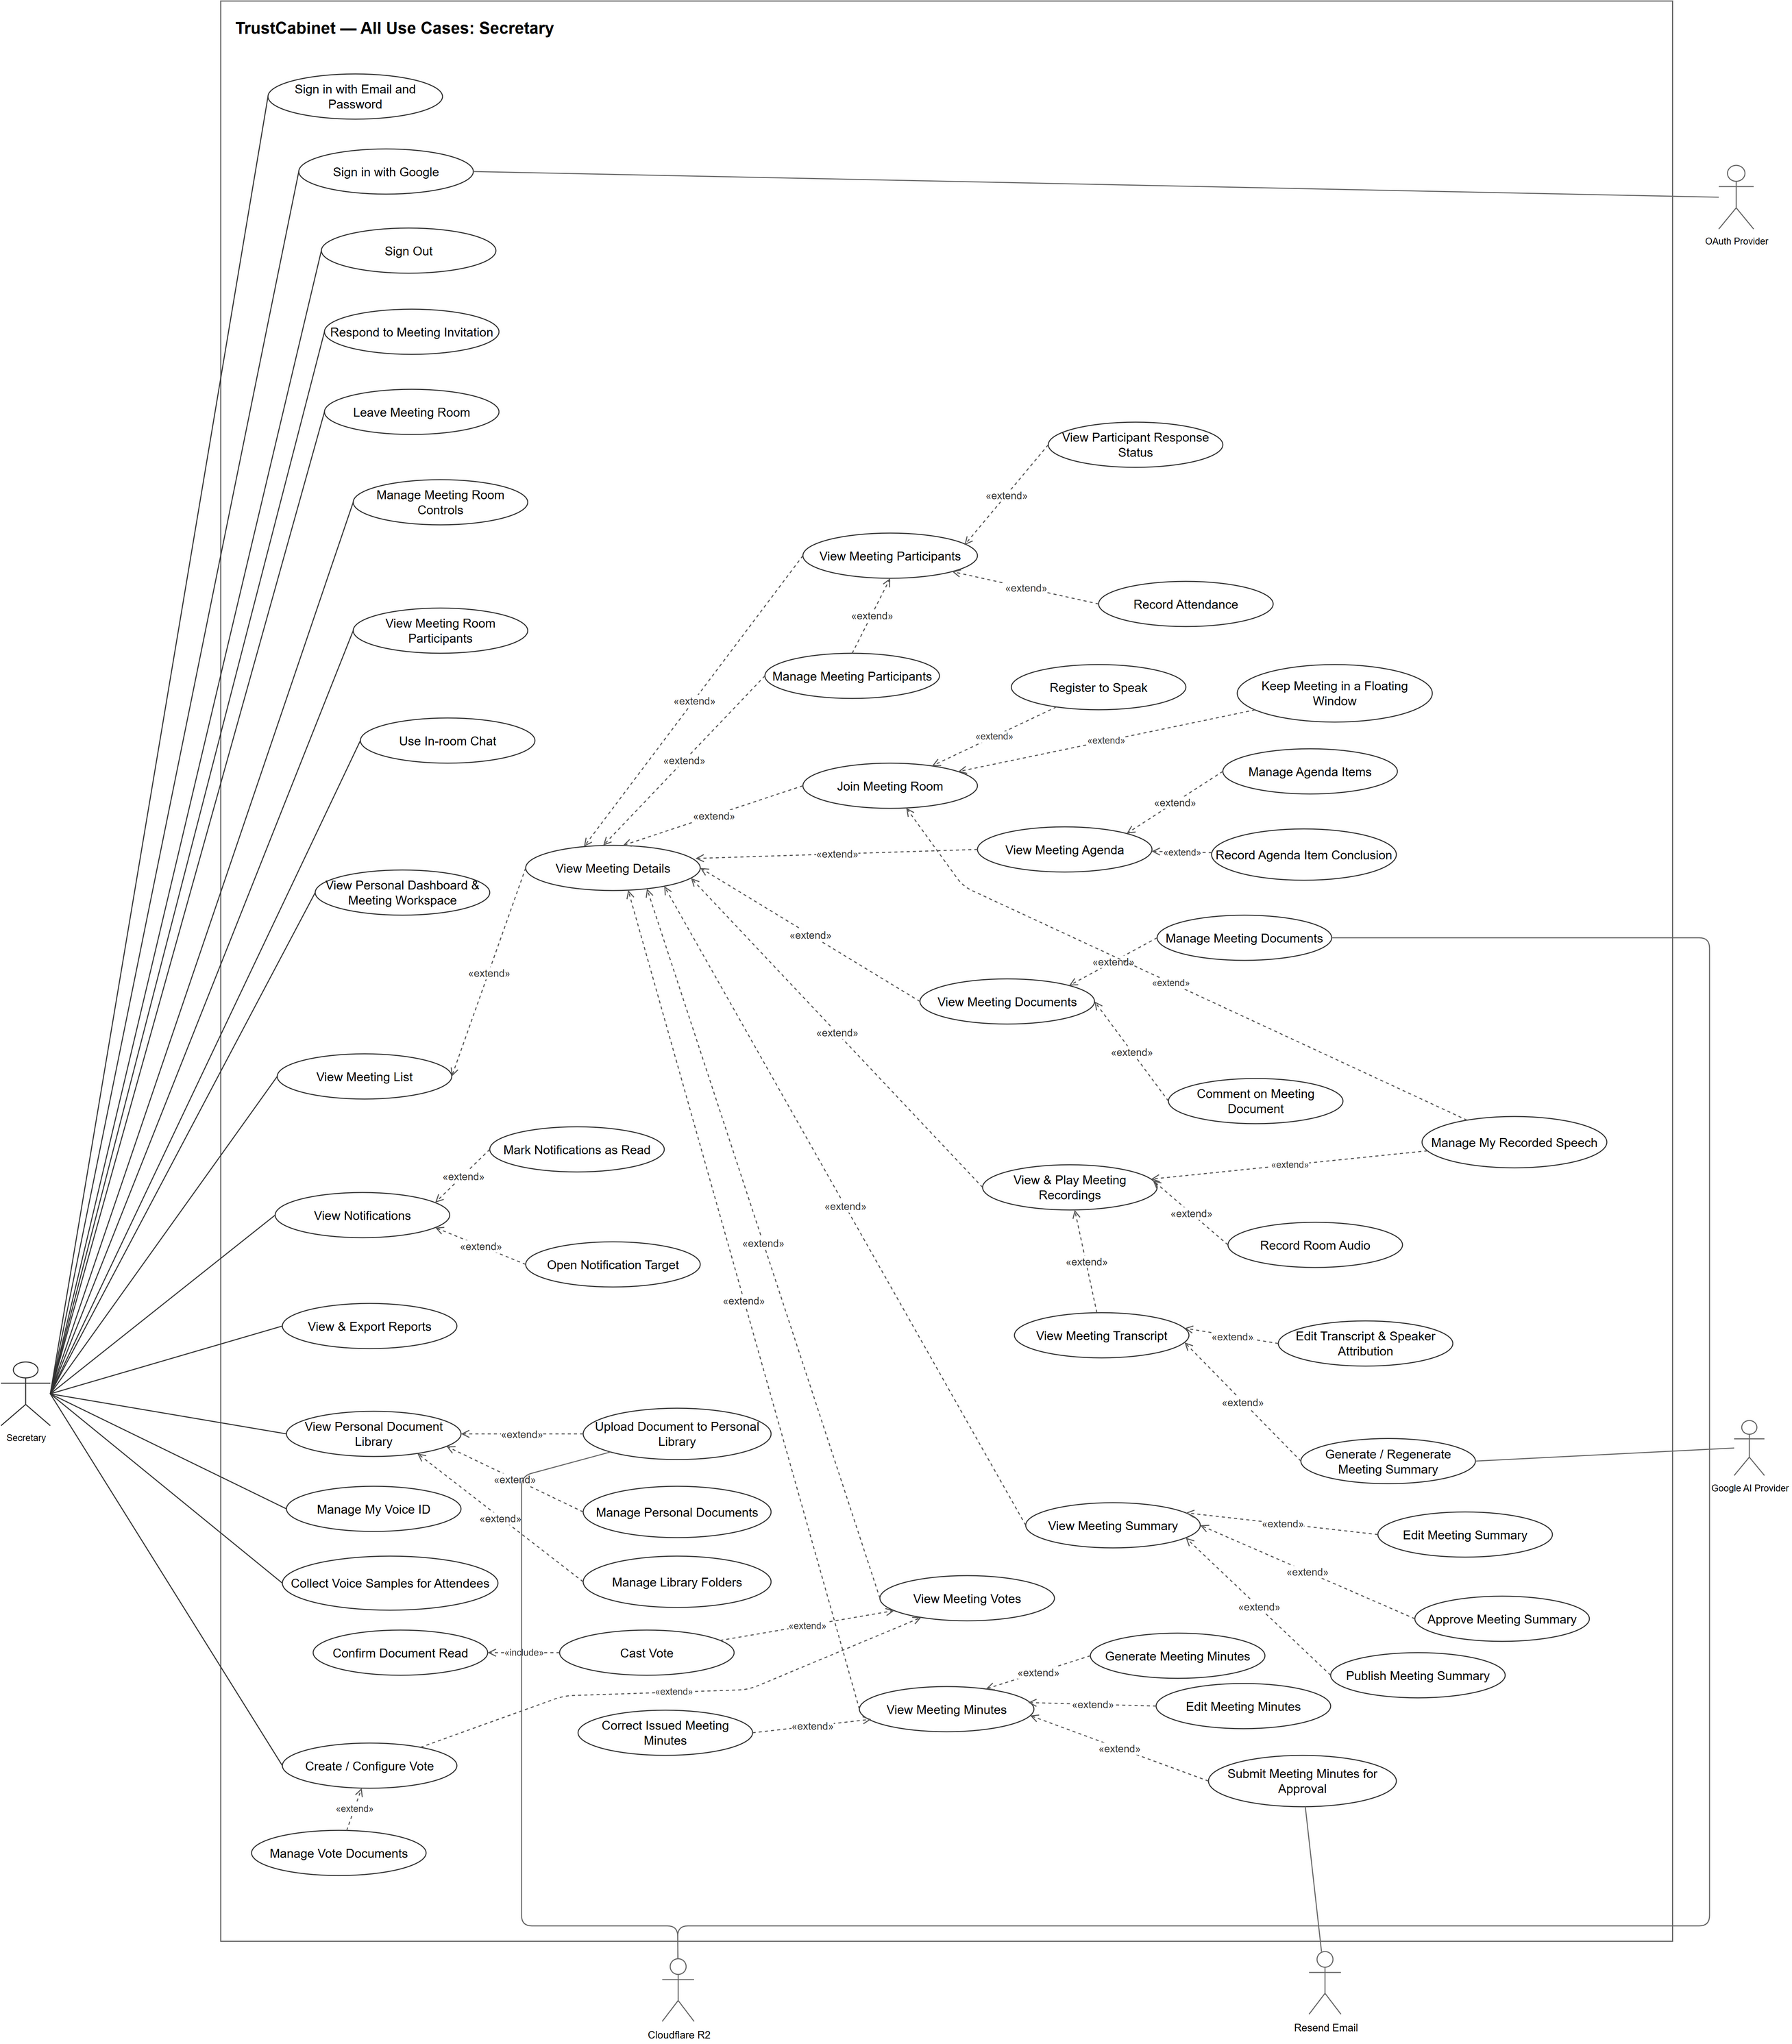 TrustCabinet — All Use Cases: Secretary
Sign in with Email and
Password
Sign in with Google
OAuth Provider
Sign Out
Respond to Meeting Invitation
Leave Meeting Room
View Participant Response
Status
Manage Meeting Room
Controls
«extend»
View Meeting Participants
«extend»
Record Attendance
«extend»
View Meeting Room
Participants
Manage Meeting Participants
«extend»
Register to Speak
Keep Meeting in a Floating
Window
«extend»
«extend»
Use In-room Chat
«extend»
Join Meeting Room
Manage Agenda Items
«extend»
«extend»
View Meeting Agenda
«extend»
«extend»
Record Agenda Item Conclusion
View Meeting Details
View Personal Dashboard &
Meeting Workspace
«extend»
Manage Meeting Documents
«extend»
«extend»
«extend»
View Meeting Documents
«extend»
«extend»
View Meeting List
Comment on Meeting
Document
Mark Notifications as Read
Manage My Recorded Speech
«extend»
«extend»
View & Play Meeting
Recordings
«extend»
«extend»
View Notifications
«extend»
«extend»
Record Room Audio
Open Notification Target
«extend»
«extend»
View & Export Reports
View Meeting Transcript
«extend»
Edit Transcript & Speaker
Attribution
Secretary
«extend»
View Personal Document
Library
«extend»
Upload Document to Personal
Library
Generate / Regenerate
Meeting Summary
Google AI Provider
«extend»
Manage My Voice ID
Manage Personal Documents
«extend»
View Meeting Summary
«extend»
Edit Meeting Summary
Collect Voice Samples for Attendees
Manage Library Folders
«extend»
View Meeting Votes
«extend»
Approve Meeting Summary
Confirm Document Read
«include»
Cast Vote
«extend»
Generate Meeting Minutes
«extend»
Publish Meeting Summary
«extend»
View Meeting Minutes
«extend»
Edit Meeting Minutes
Correct Issued Meeting
Minutes
«extend»
«extend»
Create / Configure Vote
Submit Meeting Minutes for
Approval
«extend»
Manage Vote Documents
Cloudflare R2
Resend Email